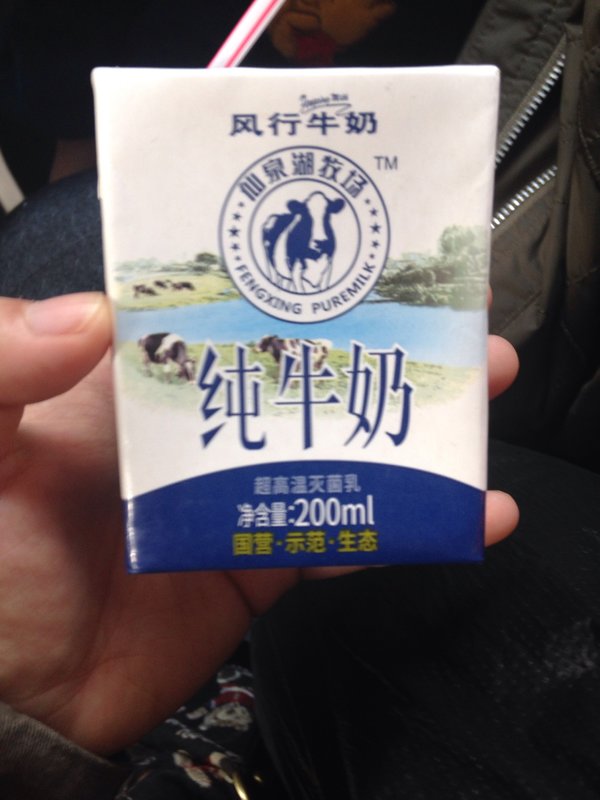 风行牛奶
仙泉湖牧场
TM
FENGXING PUREMILK
纯牛奶
超高温灭菌乳
净含量:200ml
国营·示范·生态